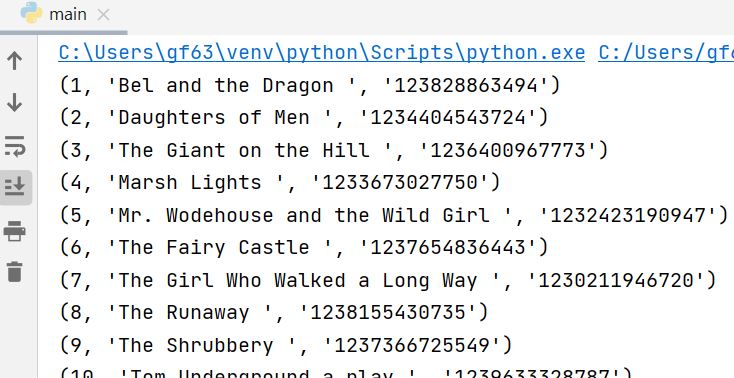 main
C:\Users\gf63\venv\python\Scripts\python.exe C:/Users/gf6
(1, 'Bel and the Dragon ', '123828863494')
(2, 'Daughters of Men ', '1234404543724')
(3, 'The Giant on the Hill ', '1236400967773')
(4, 'Marsh Lights ', '1233673027750')
(5, 'Mr. Wodehouse and the Wild Girl ', '1232423190947')
(6, 'The Fairy Castle ', '1237654836443')
(7, 'The Girl Who Walked a Long Way ', '1230211946720')
(8, 'The Runaway ', '1238155430735')
(9, 'The Shrubbery ', '1237366725549')
(10, 'Tom Underground a play ', '1239633328787')